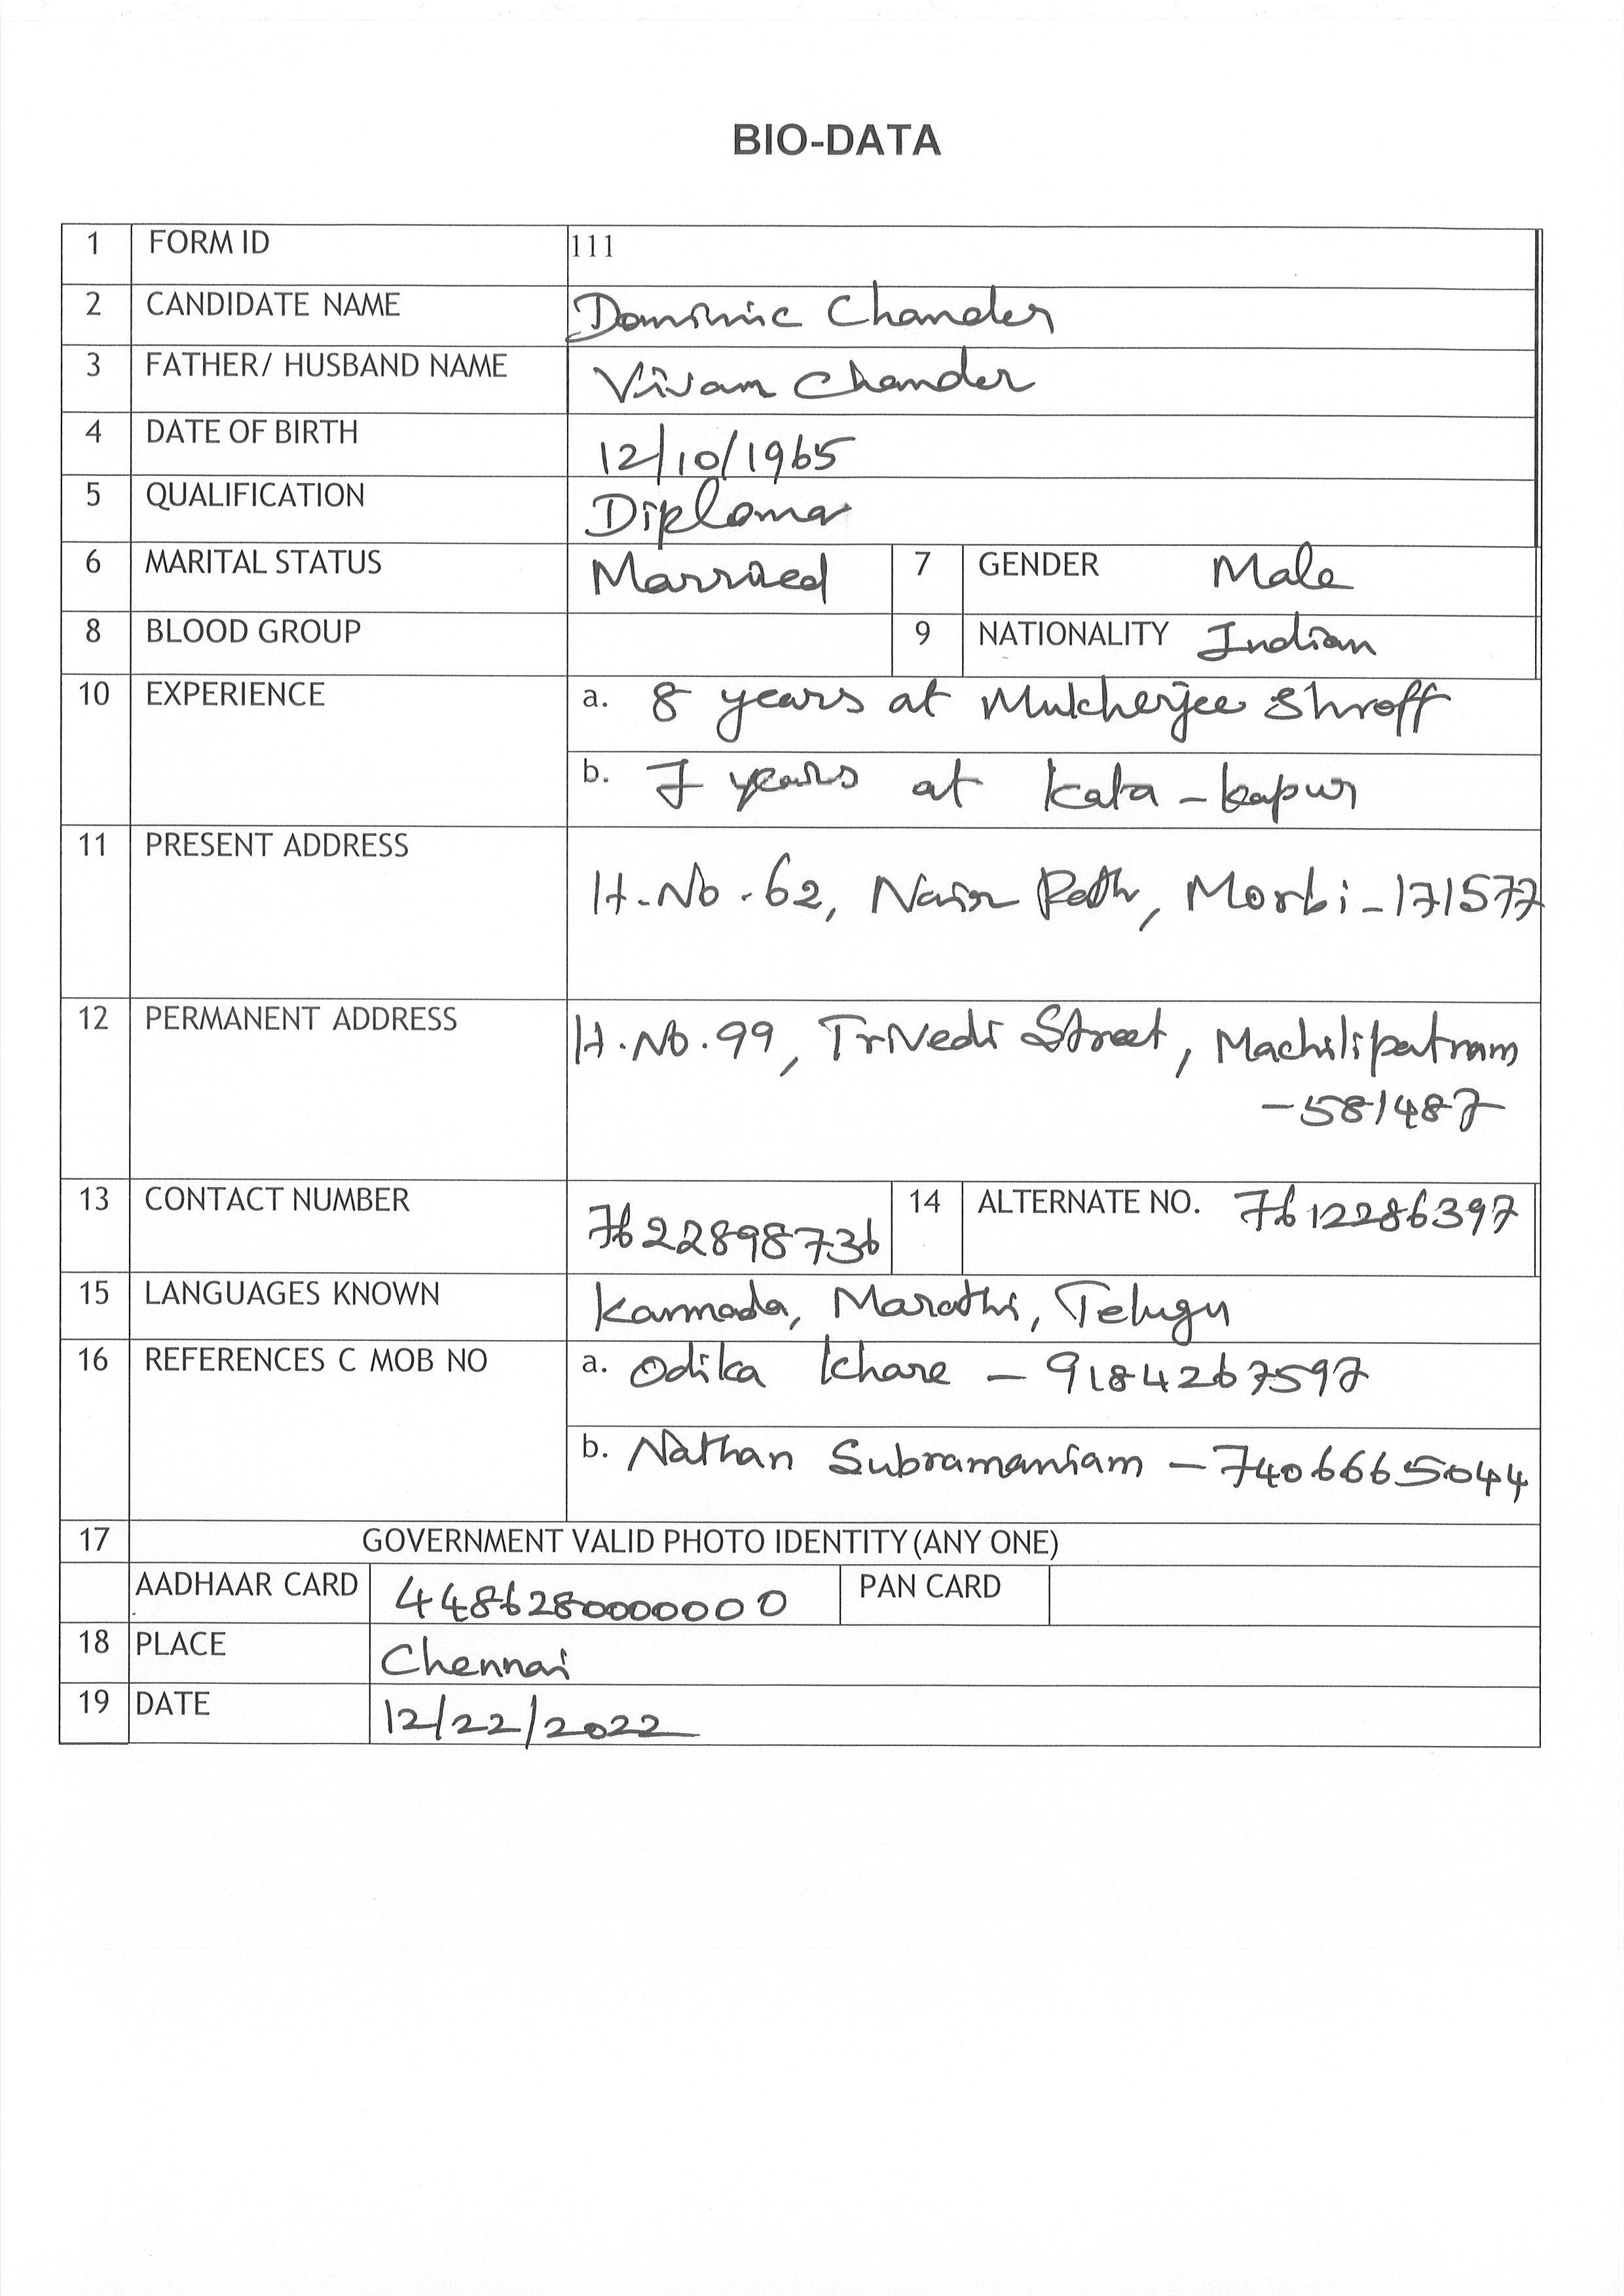 BIO-DATA
1 FORM ID 111
2 CANDIDATE NAME Dominic Chander
3 FATHER/ HUSBAND NAME Vivaan Chander
4 DATE OF BIRTH 12/10/1965
5 QUALIFICATION Diploma
6 MARITAL STATUS Married 7 GENDER Male
8 BLOOD GROUP 9 NATIONALITY Indian
10 EXPERIENCE a. 8 years at Mukherjee Shroff
b. 7 years at Kata-kapur
11 PRESENT ADDRESS H.No.62, Nair Path, Morbi-171577
12 PERMANENT ADDRESS H.No.99, Trivedi Street, Machilipatnam
-581487
13 CONTACT NUMBER 7622898736 14 ALTERNATE NO. 7612286397
15 LANGUAGES KNOWN Kannada, Marathi, Telugu
16 REFERENCES C MOB NO a. Odika Khare - 9184267597
b. Nathan Subramaniam - 7406665044
17 GOVERNMENT VALID PHOTO IDENTITY (ANY ONE)
AADHAAR CARD 448628000000 PAN CARD
18 PLACE Chennai
19 DATE 12/22/2022